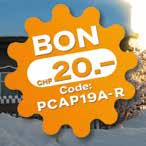 BON
CHF 20.–
Code:
PCAP19A-R